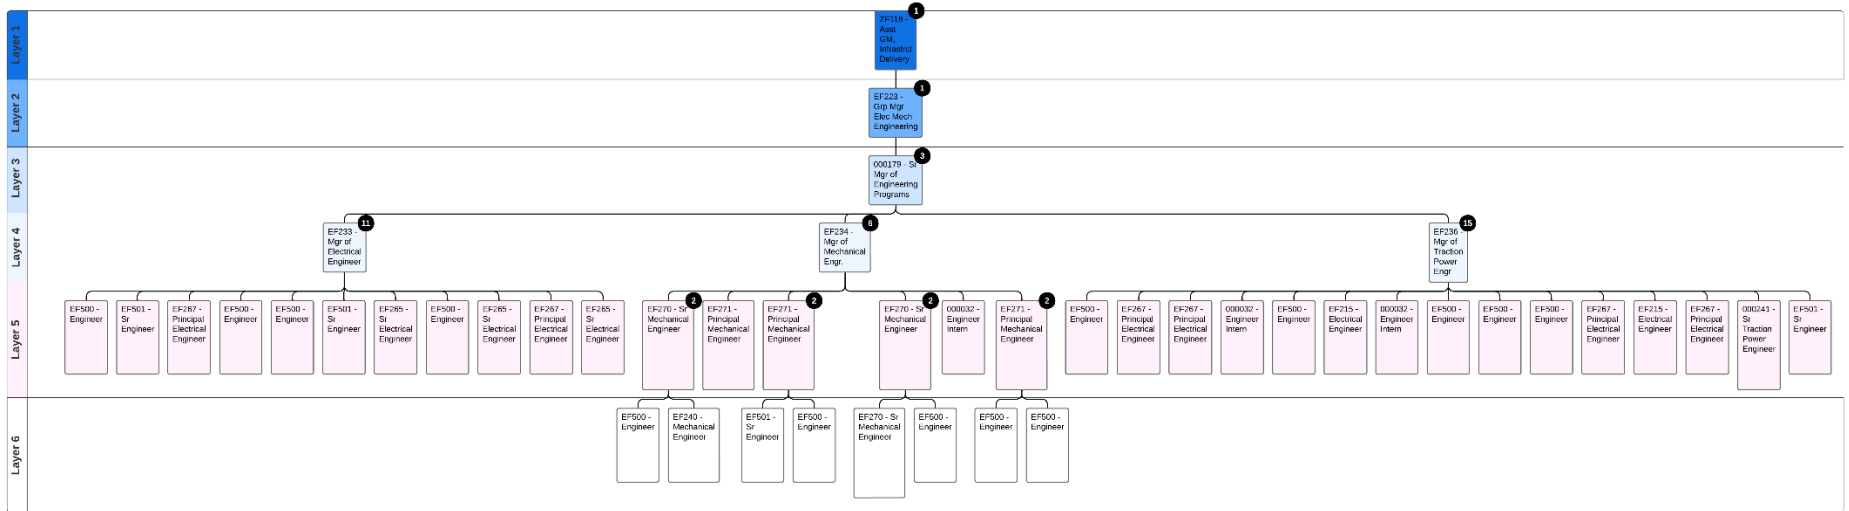 Layer 1
1
ZF118 -
Asst
GM,
Infrastrct
Delivery
Layer 2
1
EF223 -
Grp Mgr
Elec Mech
Engineering
Layer 3
3
000179 - Sr
Mgr of
Engineering
Programs
Layer 4
11
EF233 -
Mgr of
Electrical
Engineer
6
EF234 -
Mgr of
Mechanical
Engr.
15
EF236 -
Mgr of
Traction
Power
Engr
Layer 5
EF500 -
Engineer
EF501 -
Sr
Engineer
EF267 -
Principal
Electrical
Engineer
EF500 -
Engineer
EF500 -
Engineer
EF501 -
Sr
Engineer
EF265 -
Sr
Electrical
Engineer
EF500 -
Engineer
EF265 -
Sr
Electrical
Engineer
EF267 -
Principal
Electrical
Engineer
EF265 -
Sr
Electrical
Engineer
2
EF270 - Sr
Mechanical
Engineer
EF271 -
Principal
Mechanical
Engineer
2
EF271 -
Principal
Mechanical
Engineer
2
EF270 - Sr
Mechanical
Engineer
000032 -
Engineer
Intern
2
EF271 -
Principal
Mechanical
Engineer
EF500 -
Engineer
EF267 -
Principal
Electrical
Engineer
EF267 -
Principal
Electrical
Engineer
000032 -
Engineer
Intern
EF500 -
Engineer
EF215 -
Electrical
Engineer
000032 -
Engineer
Intern
EF500 -
Engineer
EF500 -
Engineer
EF500 -
Engineer
EF267 -
Principal
Electrical
Engineer
EF215 -
Electrical
Engineer
EF267 -
Principal
Electrical
Engineer
000241 -
Sr
Traction
Power
Engineer
EF501 -
Sr
Engineer
Layer 6
EF500 -
Engineer
EF240 -
Mechanical
Engineer
EF501 -
Sr
Engineer
EF500 -
Engineer
EF270 - Sr
Mechanical
Engineer
EF500 -
Engineer
EF500 -
Engineer
EF500 -
Engineer